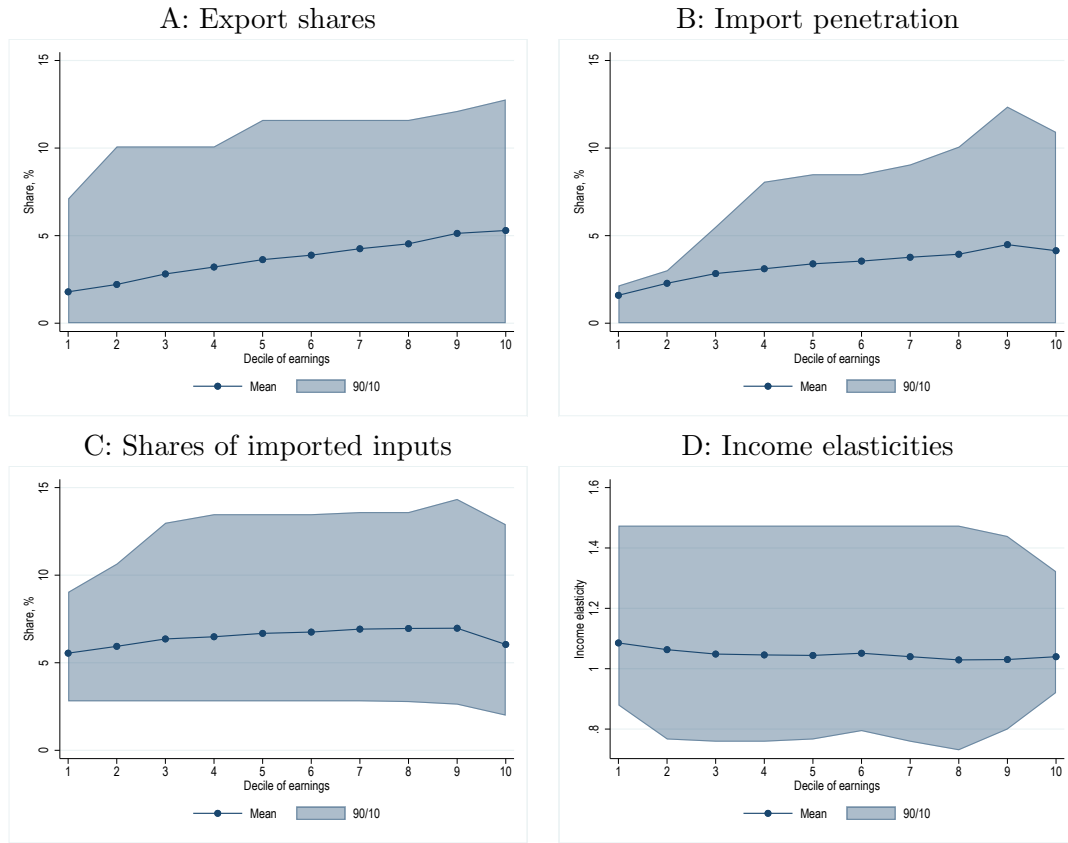 A: Export shares
15
10
5
0
Share, %
1 2 3 4 5 6 7 8 9 10
Decile of earnings
Mean 90/10
B: Import penetration
15
10
5
0
Share, %
1 2 3 4 5 6 7 8 9 10
Decile of earnings
Mean 90/10
C: Shares of imported inputs
15
10
5
0
Share, %
1 2 3 4 5 6 7 8 9 10
Decile of earnings
Mean 90/10
D: Income elasticities
1.6
1.4
1.2
1
.8
Income elasticity
1 2 3 4 5 6 7 8 9 10
Decile of earnings
Mean 90/10